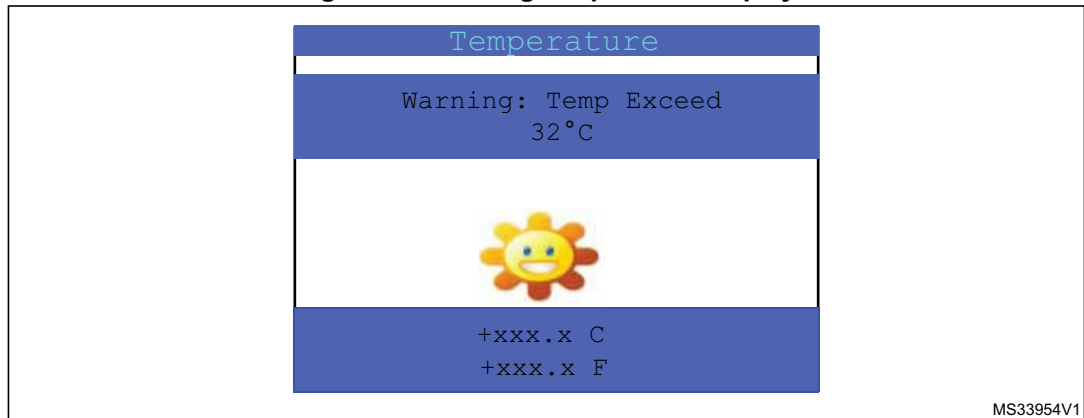 Temperature
Warning: Temp Exceed
32°C
+xxx.x C
+xxx.x F
MS33954V1